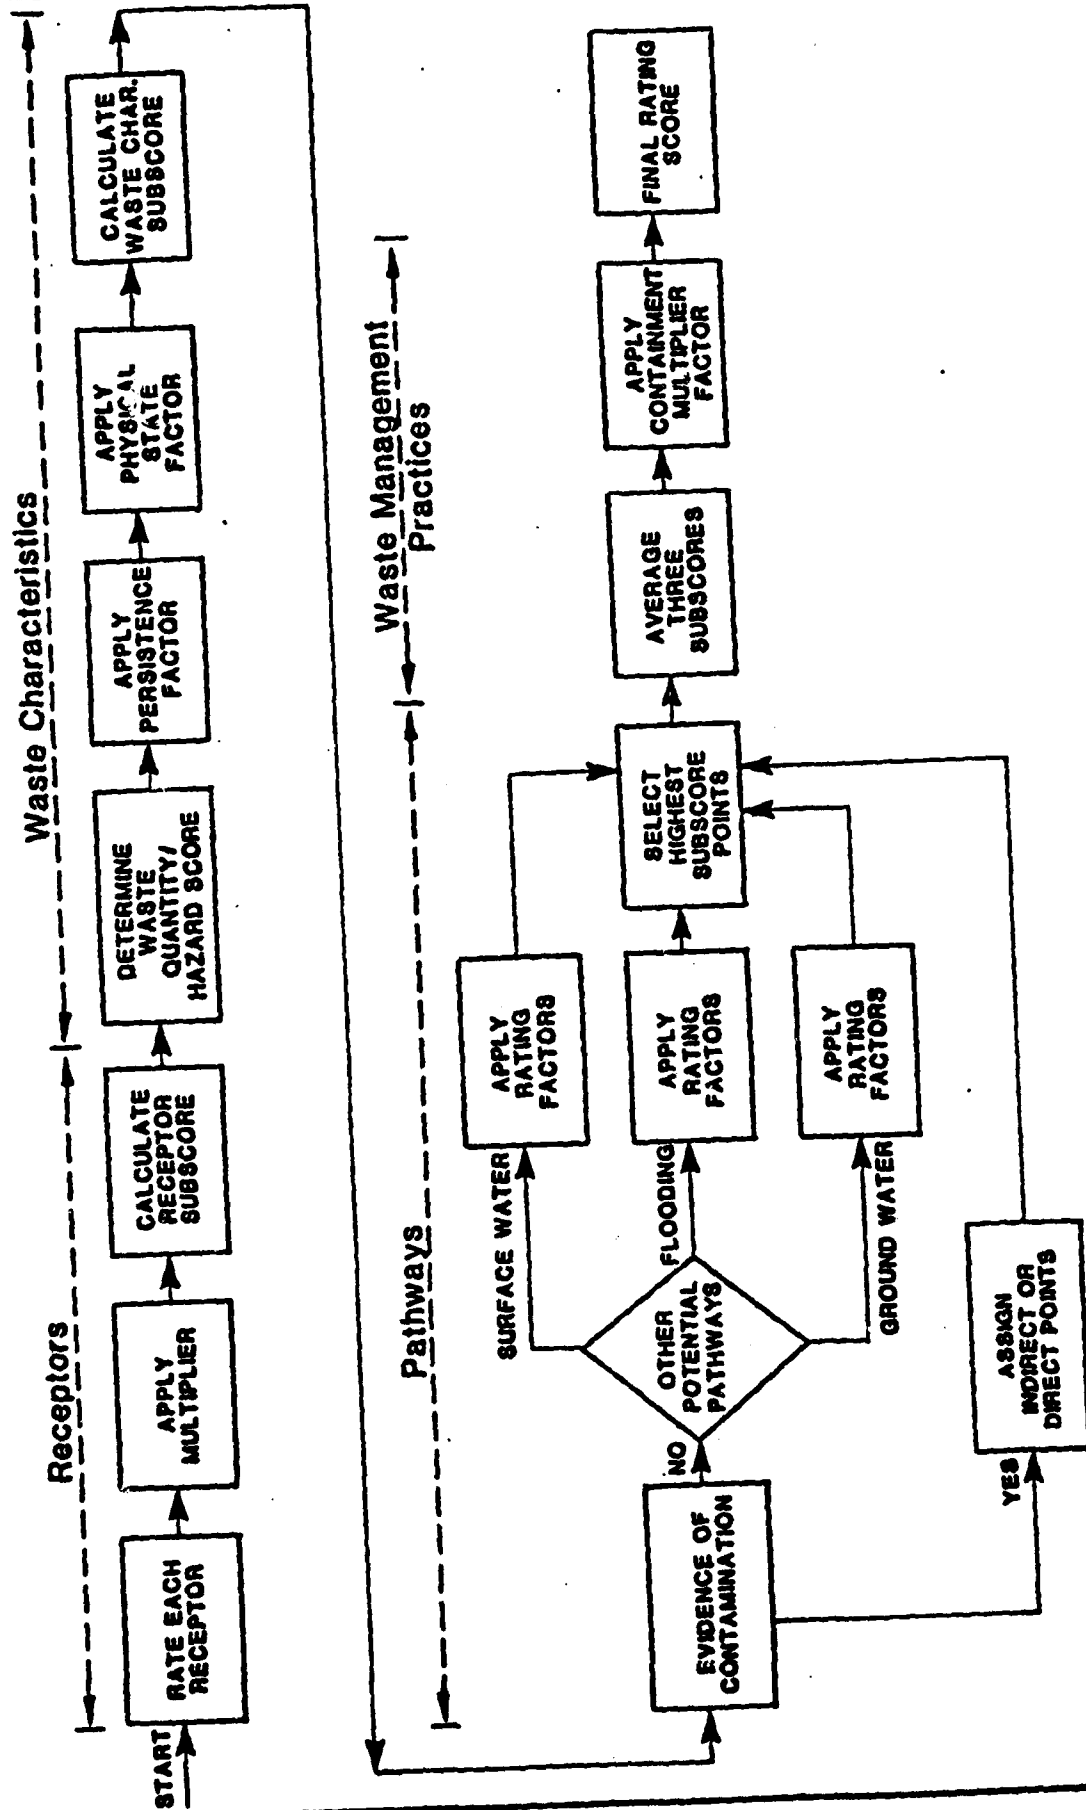 Receptors
Waste Characteristics
START
RATE EACH
RECEPTOR
APPLY
MULTIPLIER
CALCULATE
RECEPTOR
SUBSCORE
DETERMINE
WASTE
QUANTITY/
HAZARD SCORE
APPLY
PERSISTENCE
FACTOR
APPLY
PHYSICAL
STATE
FACTOR
CALCULATE
WASTE CHAR.
SUBSCORE
Pathways
Waste Management
Practices
EVIDENCE OF
CONTAMINATION
NO
YES
OTHER
POTENTIAL
PATHWAYS
SURFACE WATER
FLOODING
GROUND WATER
APPLY
RATING
FACTORS
APPLY
RATING
FACTORS
APPLY
RATING
FACTORS
ASSIGN
INDIRECT OR
DIRECT POINTS
SELECT
HIGHEST
SUBSCORE
POINTS
AVERAGE
THREE
SUBSCORES
APPLY
CONTAINMENT
MULTIPLIER
FACTOR
FINAL RATING
SCORE